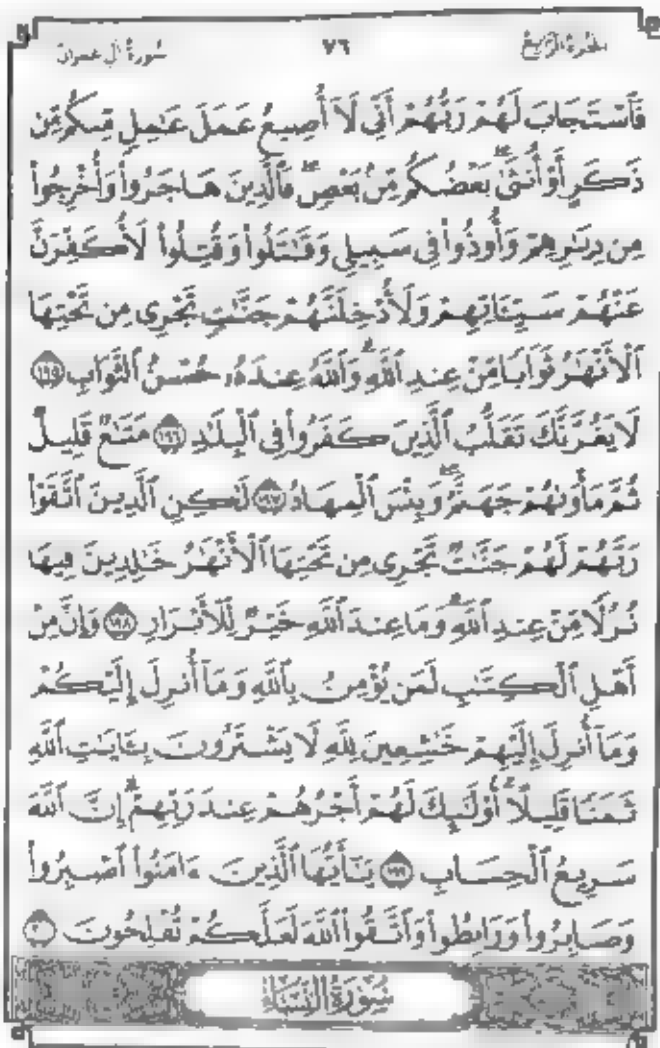 الجزء الرابع ٧٦ سورة آل عمران
فَٱسْتَجَابَ لَهُمْ رَبُّهُمْ أَنِّى لَآ أُضِيعُ عَمَلَ عَٰمِلٍ مِّنكُم مِّن
ذَكَرٍ أَوْ أُنثَىٰ ۖ بَعْضُكُم مِّنۢ بَعْضٍ ۖ فَٱلَّذِينَ هَاجَرُوا۟ وَأُخْرِجُوا۟
مِن دِيَٰرِهِمْ وَأُوذُوا۟ فِى سَبِيلِى وَقَٰتَلُوا۟ وَقُتِلُوا۟ لَأُكَفِّرَنَّ
عَنْهُمْ سَيِّـَٔاتِهِمْ وَلَأُدْخِلَنَّهُمْ جَنَّٰتٍ تَجْرِى مِن تَحْتِهَا
ٱلْأَنْهَٰرُ ثَوَابًا مِّنْ عِندِ ٱللَّهِ ۗ وَٱللَّهُ عِندَهُۥ حُسْنُ ٱلثَّوَابِ ١٩٥
لَا يَغُرَّنَّكَ تَقَلُّبُ ٱلَّذِينَ كَفَرُوا۟ فِى ٱلْبِلَٰدِ ١٩٦ مَتَٰعٌ قَلِيلٌ
ثُمَّ مَأْوَىٰهُمْ جَهَنَّمُ ۚ وَبِئْسَ ٱلْمِهَادُ ١٩٧ لَٰكِنِ ٱلَّذِينَ ٱتَّقَوْا۟
رَبَّهُمْ لَهُمْ جَنَّٰتٌ تَجْرِى مِن تَحْتِهَا ٱلْأَنْهَٰرُ خَٰلِدِينَ فِيهَا
نُزُلًا مِّنْ عِندِ ٱللَّهِ ۗ وَمَا عِندَ ٱللَّهِ خَيْرٌ لِّلْأَبْرَارِ ١٩٨ وَإِنَّ مِنْ
أَهْلِ ٱلْكِتَٰبِ لَمَن يُؤْمِنُ بِٱللَّهِ وَمَآ أُنزِلَ إِلَيْكُمْ
وَمَآ أُنزِلَ إِلَيْهِمْ خَٰشِعِينَ لِلَّهِ لَا يَشْتَرُونَ بِـَٔايَٰتِ ٱللَّهِ
ثَمَنًا قَلِيلًا ۗ أُو۟لَٰٓئِكَ لَهُمْ أَجْرُهُمْ عِندَ رَبِّهِمْ ۗ إِنَّ ٱللَّهَ
سَرِيعُ ٱلْحِسَابِ ١٩٩ يَٰٓأَيُّهَا ٱلَّذِينَ ءَامَنُوا۟ ٱصْبِرُوا۟
وَصَابِرُوا۟ وَرَابِطُوا۟ وَٱتَّقُوا۟ ٱللَّهَ لَعَلَّكُمْ تُفْلِحُونَ ٢٠٠
سُورَةُ النِّسَاءِ